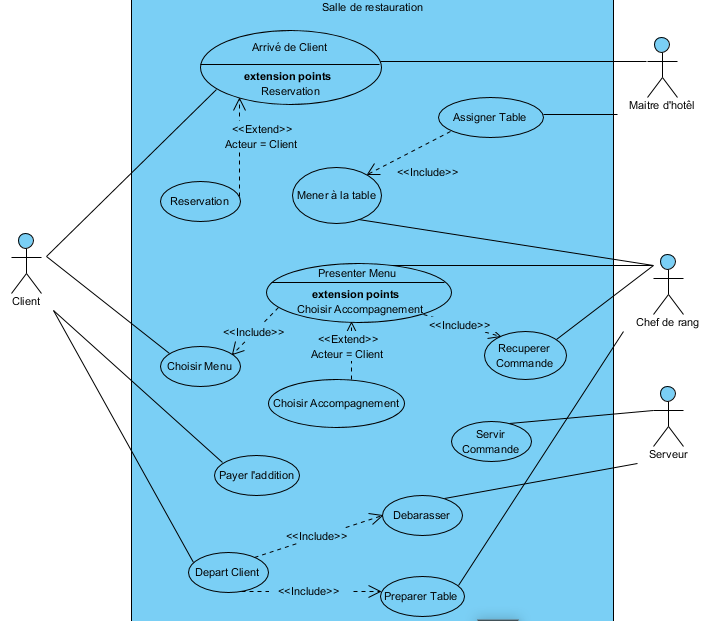 Salle de restauration
Arrivé de Client
extension points
Reservation
Maitre d'hotêl
Assigner Table
<<Extend>>
Acteur = Client
<<Include>>
Reservation
Mener à la table
Client
Presenter Menu
extension points
Choisir Accompagnement
Chef de rang
<<Include>>
<<Extend>>
Acteur = Client
<<Include>>
Recuperer
Commande
Choisir Menu
Choisir Accompagnement
Servir
Commande
Serveur
Payer l'addition
Debarasser
<<Include>>
Depart Client
<<Include>>
Preparer Table